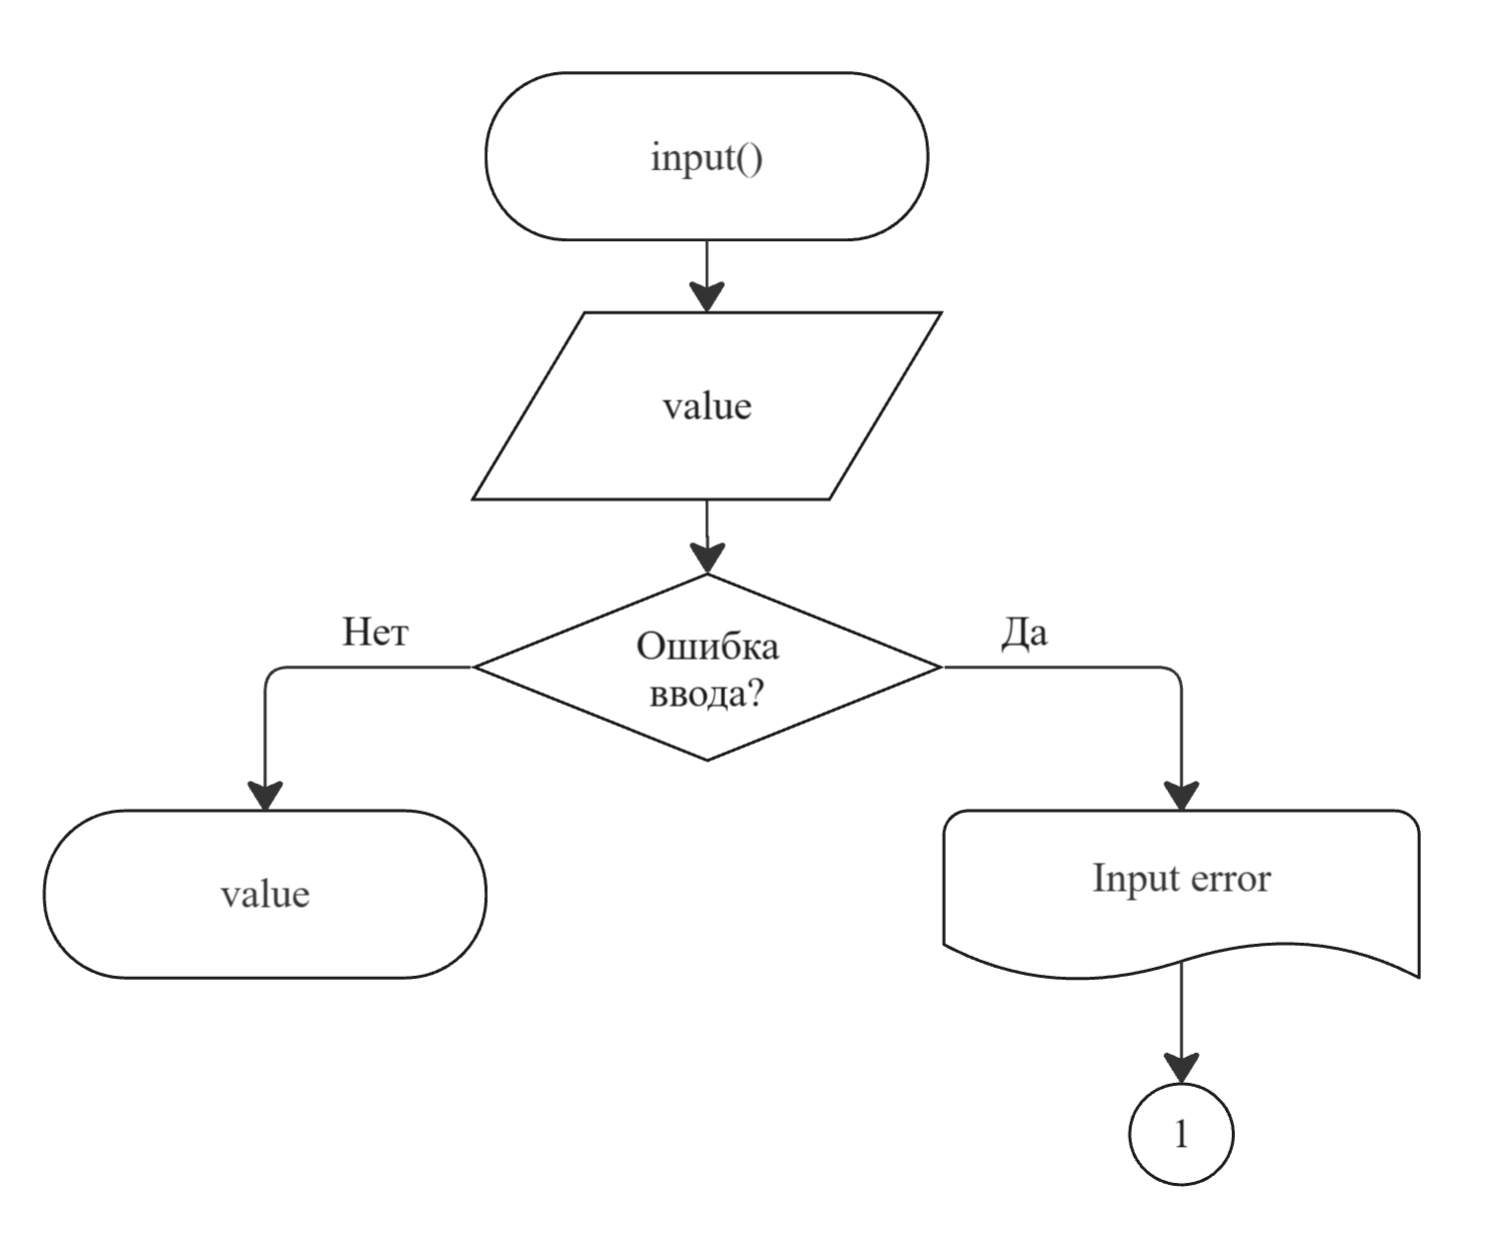 input()
value
Нет
Ошибка
ввода?
Да
value
Input error
1